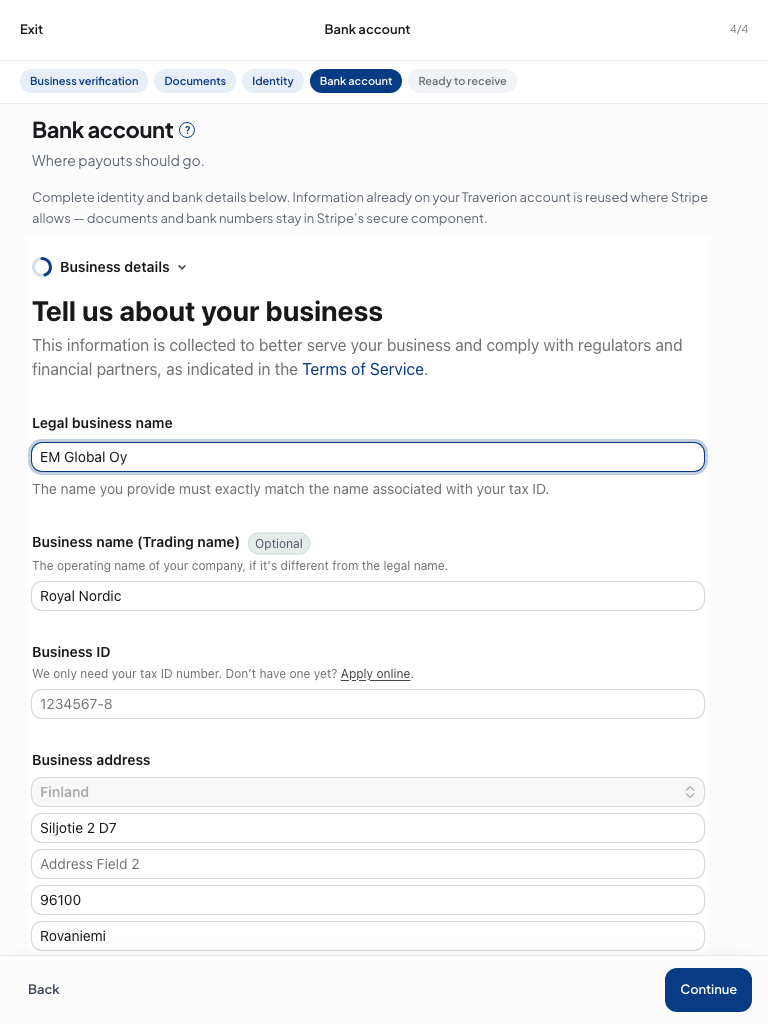 Exit
Bank account
4/4
Business verification
Documents
Identity
Bank account
Ready to receive
Bank account ?
Where payouts should go.
Complete identity and bank details below. Information already on your Traverion account is reused where Stripe
allows — documents and bank numbers stay in Stripe's secure component.
Business details
Tell us about your business
This information is collected to better serve your business and comply with regulators and
financial partners, as indicated in the Terms of Service.
Legal business name
EM Global Oy
The name you provide must exactly match the name associated with your tax ID.
Business name (Trading name) Optional
The operating name of your company, if it's different from the legal name.
Royal Nordic
Business ID
We only need your tax ID number. Don't have one yet? Apply online.
1234567-8
Business address
Finland
Siljotie 2 D7
Address Field 2
96100
Rovaniemi
Back
Continue